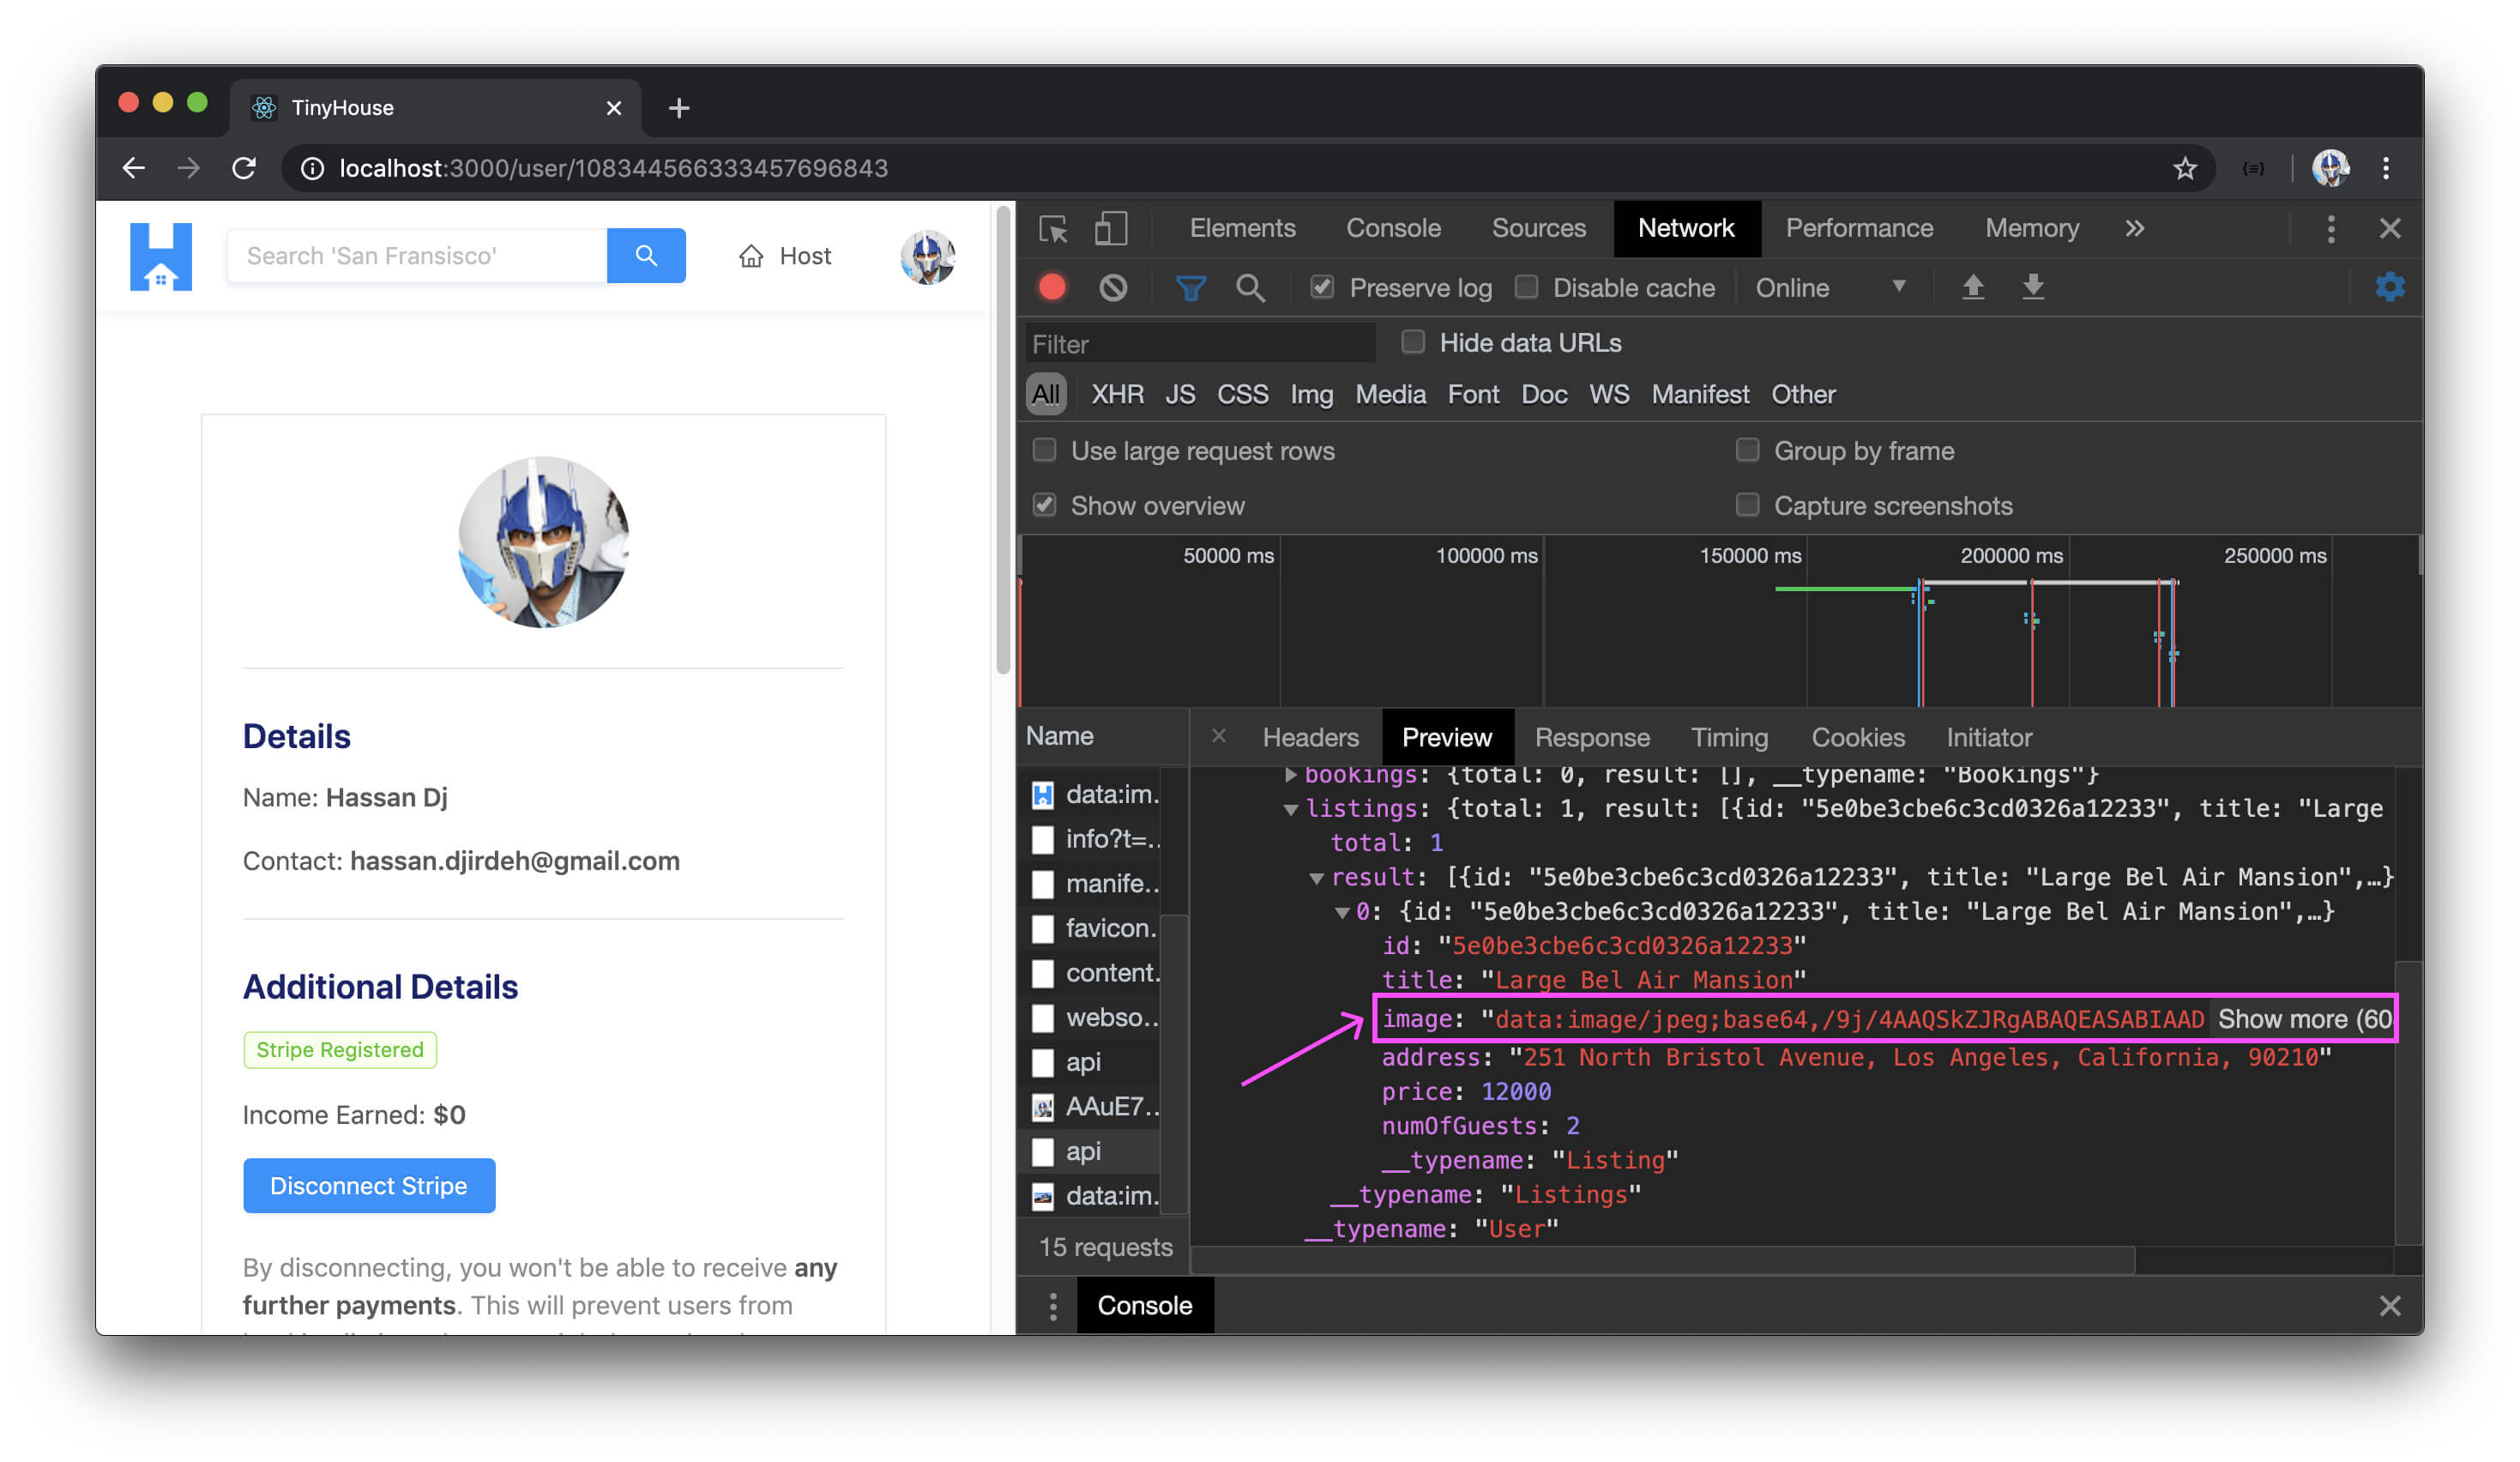 TinyHouse
localhost:3000/user/108344566333457696843
Search 'San Fransisco'
Host
Details
Name: Hassan Dj
Contact: hassan.djirdeh@gmail.com
Additional Details
Stripe Registered
Income Earned: $0
Disconnect Stripe
By disconnecting, you won't be able to receive any
further payments. This will prevent users from
Elements Console Sources Network Performance Memory »
Preserve log Disable cache Online
Filter Hide data URLs
All XHR JS CSS Img Media Font Doc WS Manifest Other
Use large request rows Group by frame
Show overview Capture screenshots
50000 ms 100000 ms 150000 ms 200000 ms 250000 ms
Name
data:im.
info?t=..
manife..
favicon.
content.
webso..
api
AAuE7..
api
data:im.
15 requests
Headers Preview Response Timing Cookies Initiator
bookings: {total: 0, result: [], __typename: "Bookings"}
listings: {total: 1, result: [{id: "5e0be3cbe6c3cd0326a12233", title: "Large
total: 1
result: [{id: "5e0be3cbe6c3cd0326a12233", title: "Large Bel Air Mansion",…}
0: {id: "5e0be3cbe6c3cd0326a12233", title: "Large Bel Air Mansion",…}
id: "5e0be3cbe6c3cd0326a12233"
title: "Large Bel Air Mansion"
image: "data:image/jpeg;base64,/9j/4AAQSkZJRgABAQEASABIAAD Show more (60
address: "251 North Bristol Avenue, Los Angeles, California, 90210"
price: 12000
numOfGuests: 2
__typename: "Listing"
__typename: "Listings"
__typename: "User"
Console